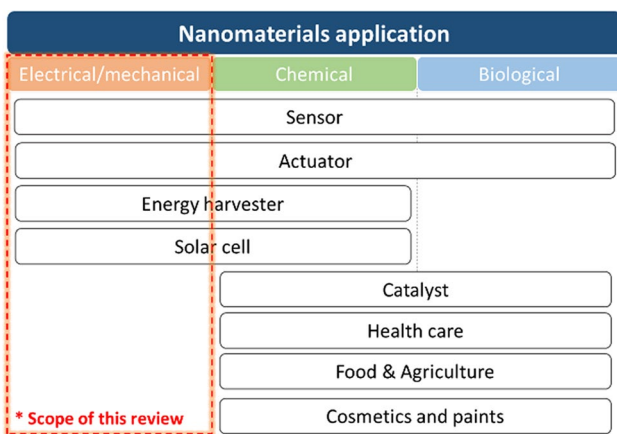 Nanomaterials application
Electrical/mechanical
Chemical
Biological
Sensor
Actuator
Energy harvester
Solar cell
Catalyst
Health care
Food & Agriculture
* Scope of this review
Cosmetics and paints